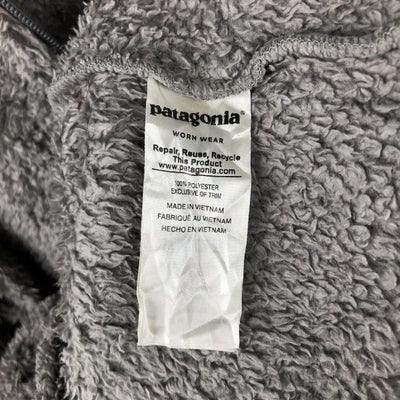 patagonia®
WORN WEAR
Repair, Reuse, Recycle
This Product
www.patagonia.com
100% POLYESTER
EXCLUSIVE OF TRIM
MADE IN VIETNAM
FABRIQUÉ AU VIETNAM
HECHO EN VIETNAM